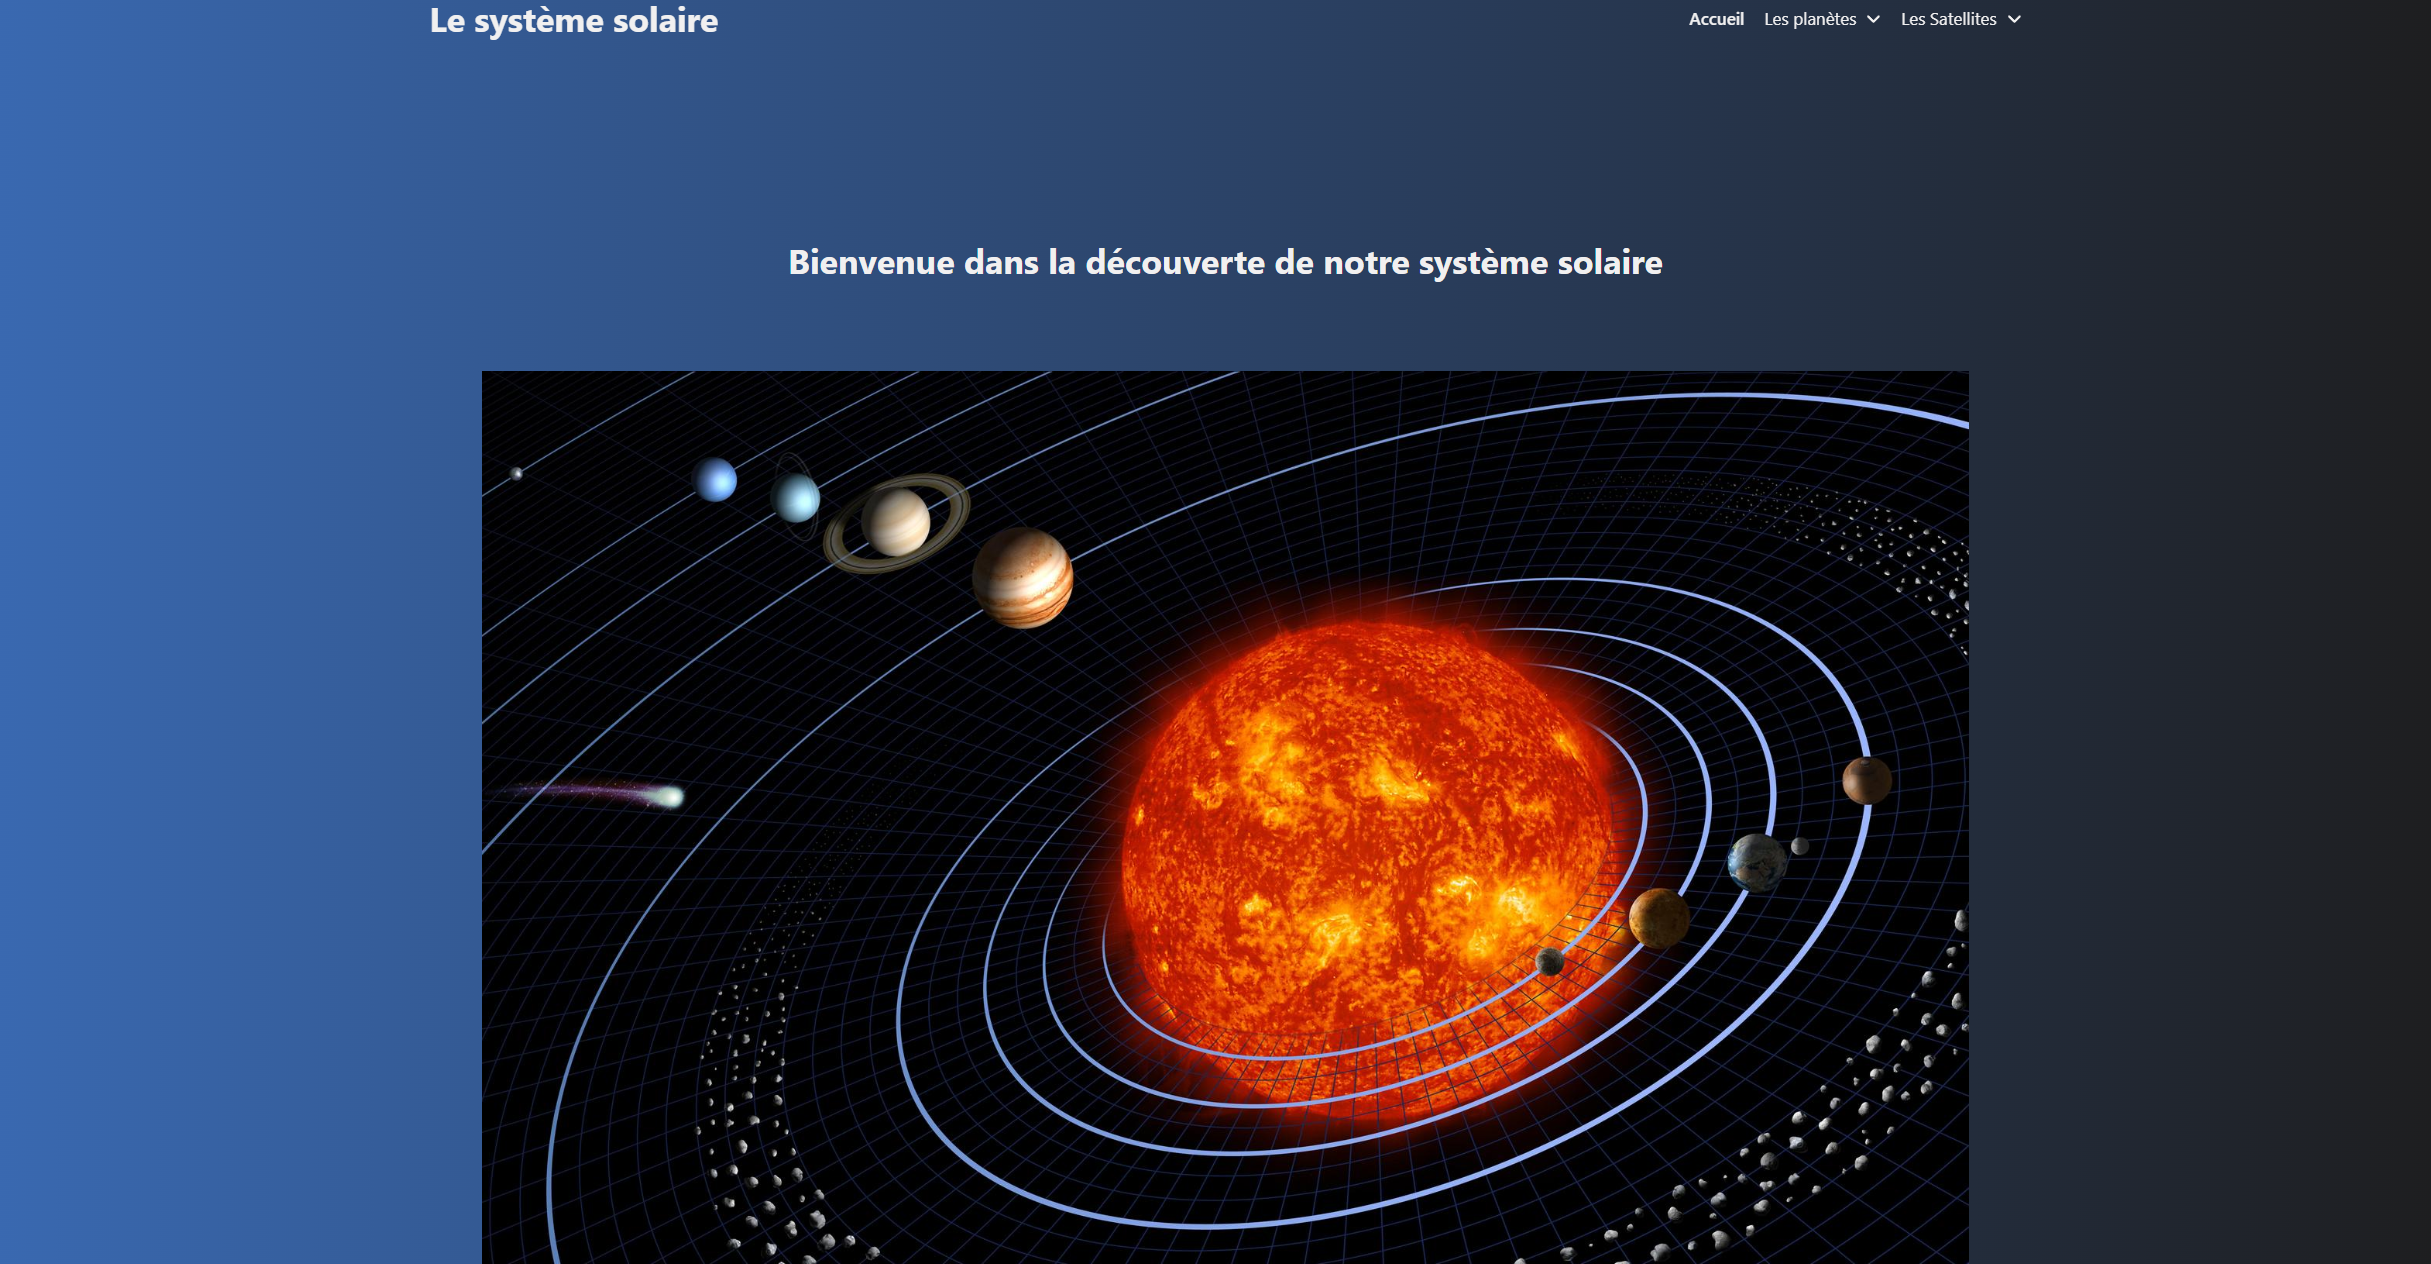 Le système solaire
Accueil Les planètes Les Satellites
Bienvenue dans la découverte de notre système solaire